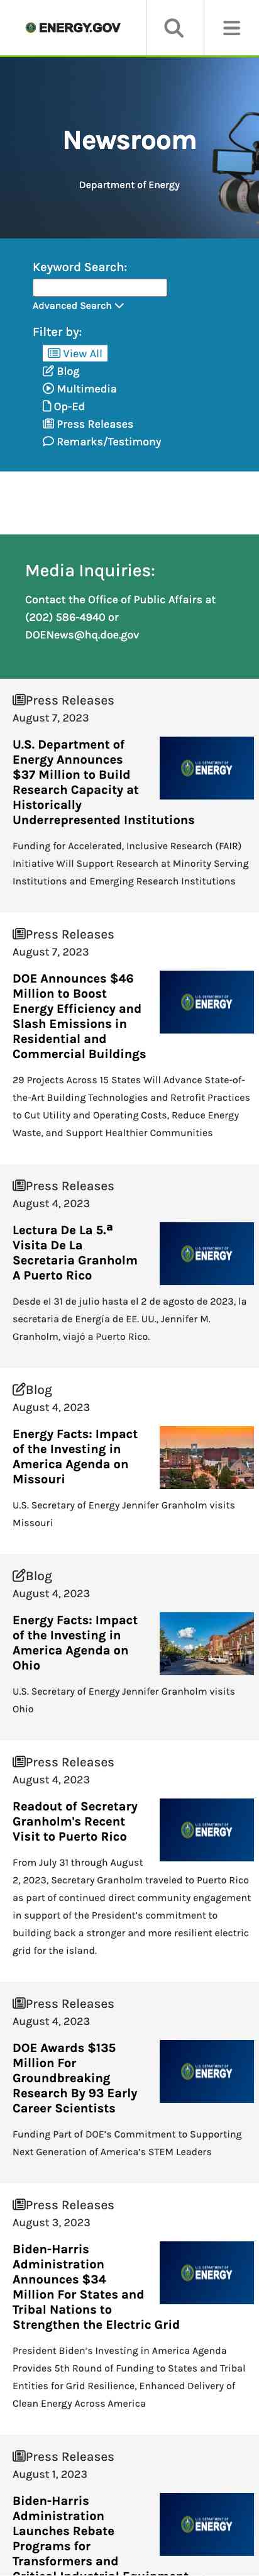 ENERGY.GOV
Newsroom
Department of Energy
Keyword Search:
Advanced Search
Filter by:
View All
Blog
Multimedia
Op-Ed
Press Releases
Remarks/Testimony
Media Inquiries:
Contact the Office of Public Affairs at
(202) 586-4940 or
DOENews@hq.doe.gov
Press Releases
August 7, 2023
U.S. Department of
Energy Announces
$37 Million to Build
Research Capacity at
Historically
Underrepresented Institutions
U.S. DEPARTMENT OF
ENERGY
Funding for Accelerated, Inclusive Research (FAIR)
Initiative Will Support Research at Minority Serving
Institutions and Emerging Research Institutions
Press Releases
August 7, 2023
DOE Announces $46
Million to Boost
Energy Efficiency and
Slash Emissions in
Residential and
Commercial Buildings
U.S. DEPARTMENT OF
ENERGY
29 Projects Across 15 States Will Advance State-of-
the-Art Building Technologies and Retrofit Practices
to Cut Utility and Operating Costs, Reduce Energy
Waste, and Support Healthier Communities
Press Releases
August 4, 2023
Lectura De La 5.ª
Visita De La
Secretaria Granholm
A Puerto Rico
U.S. DEPARTMENT OF
ENERGY
Desde el 31 de julio hasta el 2 de agosto de 2023, la
secretaria de Energía de EE. UU., Jennifer M.
Granholm, viajó a Puerto Rico.
Blog
August 4, 2023
Energy Facts: Impact
of the Investing in
America Agenda on
Missouri
U.S. Secretary of Energy Jennifer Granholm visits
Missouri
Blog
August 4, 2023
Energy Facts: Impact
of the Investing in
America Agenda on
Ohio
U.S. Secretary of Energy Jennifer Granholm visits
Ohio
Press Releases
August 4, 2023
Readout of Secretary
Granholm's Recent
Visit to Puerto Rico
U.S. DEPARTMENT OF
ENERGY
From July 31 through August
2, 2023, Secretary Granholm traveled to Puerto Rico
as part of continued direct community engagement
in support of the President's commitment to
building back a stronger and more resilient electric
grid for the island.
Press Releases
August 4, 2023
DOE Awards $135
Million For
Groundbreaking
Research By 93 Early
Career Scientists
U.S. DEPARTMENT OF
ENERGY
Funding Part of DOE's Commitment to Supporting
Next Generation of America's STEM Leaders
Press Releases
August 3, 2023
Biden-Harris
Administration
Announces $34
Million For States and
Tribal Nations to
Strengthen the Electric Grid
U.S. DEPARTMENT OF
ENERGY
President Biden's Investing in America Agenda
Provides 5th Round of Funding to States and Tribal
Entities for Grid Resilience, Enhanced Delivery of
Clean Energy Across America
Press Releases
August 1, 2023
Biden-Harris
Administration
Launches Rebate
Programs for
Transformers and
Critical Industrial Equipment
U.S. DEPARTMENT OF
ENERGY